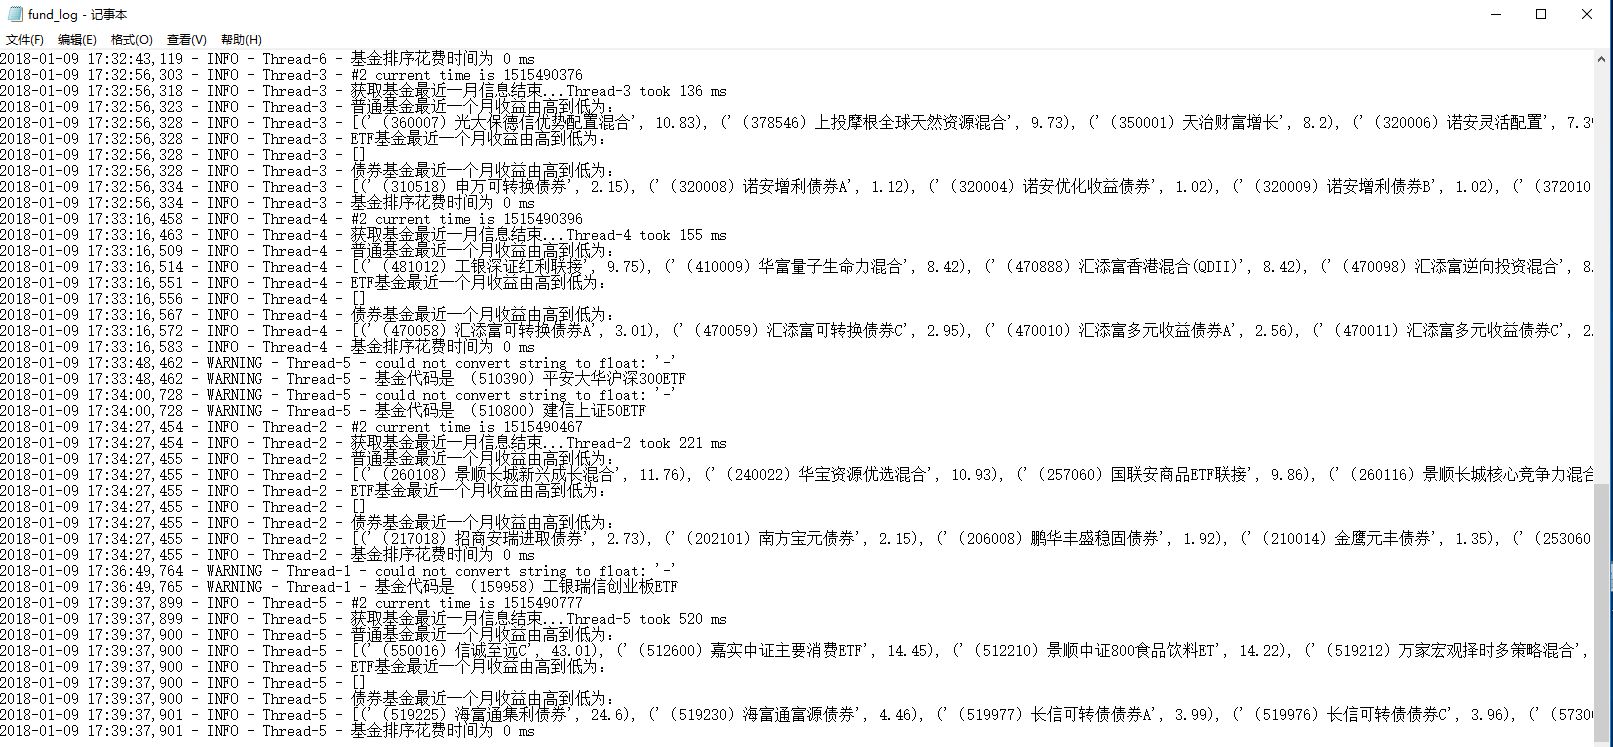 fund_log - 记事本
文件(F) 编辑(E) 格式(O) 查看(V) 帮助(H)
2018-01-09 17:32:43,119 - INFO - Thread-6 - 基金排序花费时间为 0 ms
2018-01-09 17:32:56,303 - INFO - Thread-3 - #2 current time is 1515490376
2018-01-09 17:32:56,318 - INFO - Thread-3 - 获取基金最近一月信息结束...Thread-3 took 136 ms
2018-01-09 17:32:56,323 - INFO - Thread-3 - 普通基金最近一个月收益由高到低为:
2018-01-09 17:32:56,328 - INFO - Thread-3 - [('（360007）光大保德信优势配置混合', 10.83), ('（378546）上投摩根全球天然资源混合', 9.73), ('（350001）天治财富增长', 8.2), ('（320006）诺安灵活配置', 7.39
2018-01-09 17:32:56,328 - INFO - Thread-3 - ETF基金最近一个月收益由高到低为:
2018-01-09 17:32:56,328 - INFO - Thread-3 - []
2018-01-09 17:32:56,328 - INFO - Thread-3 - 债券基金最近一个月收益由高到低为:
2018-01-09 17:32:56,334 - INFO - Thread-3 - [('（310518）申万可转换债券', 2.15), ('（320008）诺安增利债券A', 1.12), ('（320004）诺安优化收益债券', 1.02), ('（320009）诺安增利债券B', 1.02), ('（372010
2018-01-09 17:32:56,334 - INFO - Thread-3 - 基金排序花费时间为 0 ms
2018-01-09 17:33:16,458 - INFO - Thread-4 - #2 current time is 1515490396
2018-01-09 17:33:16,463 - INFO - Thread-4 - 获取基金最近一月信息结束...Thread-4 took 155 ms
2018-01-09 17:33:16,509 - INFO - Thread-4 - 普通基金最近一个月收益由高到低为:
2018-01-09 17:33:16,514 - INFO - Thread-4 - [('（481012）工银深证红利联接', 9.75), ('（410009）华富量子生命力混合', 8.42), ('（470888）汇添富香港混合(QDII)', 8.42), ('（470098）汇添富逆向投资混合', 8.
2018-01-09 17:33:16,551 - INFO - Thread-4 - ETF基金最近一个月收益由高到低为:
2018-01-09 17:33:16,556 - INFO - Thread-4 - []
2018-01-09 17:33:16,567 - INFO - Thread-4 - 债券基金最近一个月收益由高到低为:
2018-01-09 17:33:16,572 - INFO - Thread-4 - [('（470058）汇添富可转换债券A', 3.01), ('（470059）汇添富可转换债券C', 2.95), ('（470010）汇添富多元收益债券A', 2.56), ('（470011）汇添富多元收益债券C', 2.
2018-01-09 17:33:16,583 - INFO - Thread-4 - 基金排序花费时间为 0 ms
2018-01-09 17:33:48,462 - WARNING - Thread-5 - could not convert string to float: '-'
2018-01-09 17:33:48,462 - WARNING - Thread-5 - 基金代码是 （510390）平安大华沪深300ETF
2018-01-09 17:34:00,728 - WARNING - Thread-5 - could not convert string to float: '-'
2018-01-09 17:34:00,728 - WARNING - Thread-5 - 基金代码是 （510800）建信上证50ETF
2018-01-09 17:34:27,454 - INFO - Thread-2 - #2 current time is 1515490467
2018-01-09 17:34:27,454 - INFO - Thread-2 - 获取基金最近一月信息结束...Thread-2 took 221 ms
2018-01-09 17:34:27,455 - INFO - Thread-2 - 普通基金最近一个月收益由高到低为:
2018-01-09 17:34:27,455 - INFO - Thread-2 - [('（260108）景顺长城新兴成长混合', 11.76), ('（240022）华宝资源优选混合', 10.93), ('（257060）国联安商品ETF联接', 9.86), ('（260116）景顺长城核心竞争力混合
2018-01-09 17:34:27,455 - INFO - Thread-2 - ETF基金最近一个月收益由高到低为:
2018-01-09 17:34:27,455 - INFO - Thread-2 - []
2018-01-09 17:34:27,455 - INFO - Thread-2 - 债券基金最近一个月收益由高到低为:
2018-01-09 17:34:27,455 - INFO - Thread-2 - [('（217018）招商安瑞进取债券', 2.73), ('（202101）南方宝元债券', 2.15), ('（206008）鹏华丰盛稳固债券', 1.92), ('（210014）金鹰元丰债券', 1.35), ('（253060
2018-01-09 17:34:27,455 - INFO - Thread-2 - 基金排序花费时间为 0 ms
2018-01-09 17:36:49,764 - WARNING - Thread-1 - could not convert string to float: '-'
2018-01-09 17:36:49,765 - WARNING - Thread-1 - 基金代码是 （159958）工银瑞信创业板ETF
2018-01-09 17:39:37,899 - INFO - Thread-5 - #2 current time is 1515490777
2018-01-09 17:39:37,899 - INFO - Thread-5 - 获取基金最近一月信息结束...Thread-5 took 520 ms
2018-01-09 17:39:37,900 - INFO - Thread-5 - 普通基金最近一个月收益由高到低为:
2018-01-09 17:39:37,900 - INFO - Thread-5 - [('（550016）信诚至远C', 43.01), ('（512600）嘉实中证主要消费ETF', 14.45), ('（512210）景顺中证800食品饮料ET', 14.22), ('（519212）万家宏观择时多策略混合',
2018-01-09 17:39:37,900 - INFO - Thread-5 - ETF基金最近一个月收益由高到低为:
2018-01-09 17:39:37,900 - INFO - Thread-5 - []
2018-01-09 17:39:37,900 - INFO - Thread-5 - 债券基金最近一个月收益由高到低为:
2018-01-09 17:39:37,901 - INFO - Thread-5 - [('（519225）海富通集利债券', 24.6), ('（519230）海富通富源债券', 4.46), ('（519977）长信可转债债券A', 3.99), ('（519976）长信可转债债券C', 3.96), ('（5730
2018-01-09 17:39:37,901 - INFO - Thread-5 - 基金排序花费时间为 0 ms